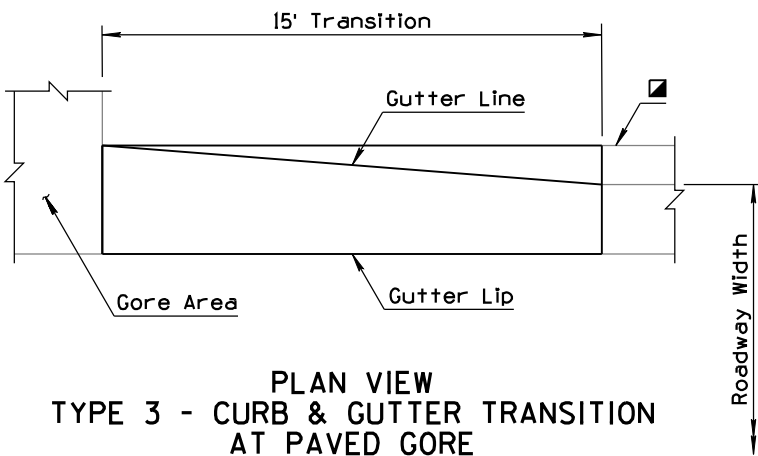 15' Transition
Gutter Line
Gore Area
Gutter Lip
Roadway Width
PLAN VIEW
TYPE 3 - CURB & GUTTER TRANSITION
AT PAVED GORE